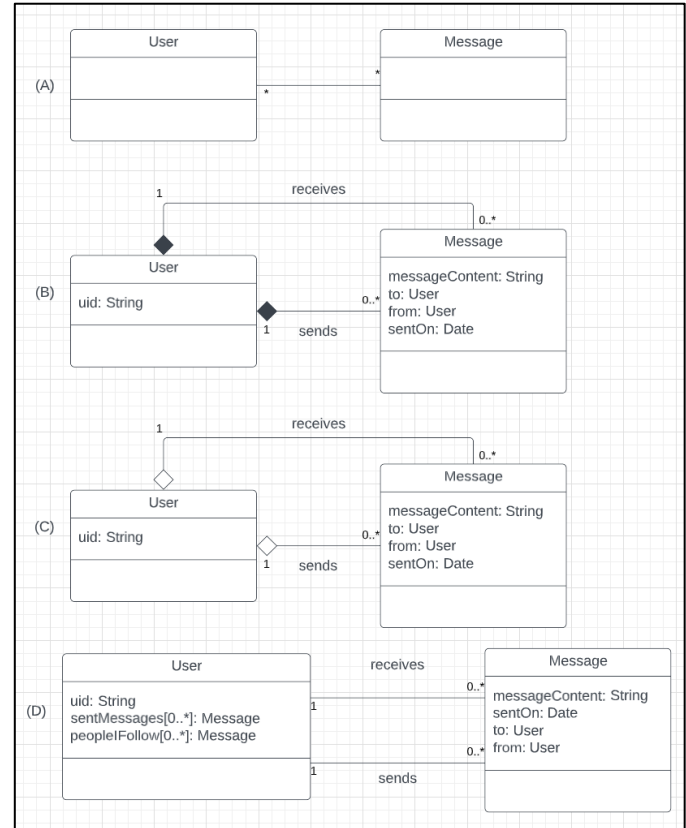 User
Message
(A)
*
*
receives
1
0..*
Message
User
(B)
uid: String
messageContent: String
to: User
from: User
sentOn: Date
0..*
1
sends
receives
1
0..*
Message
User
(C)
uid: String
messageContent: String
to: User
from: User
sentOn: Date
0..*
1
sends
User
receives
Message
(D)
uid: String
sentMessages[0..*]: Message
peopleIFollow[0..*]: Message
0..*
1
messageContent: String
sentOn: Date
to: User
from: User
0..*
1
sends